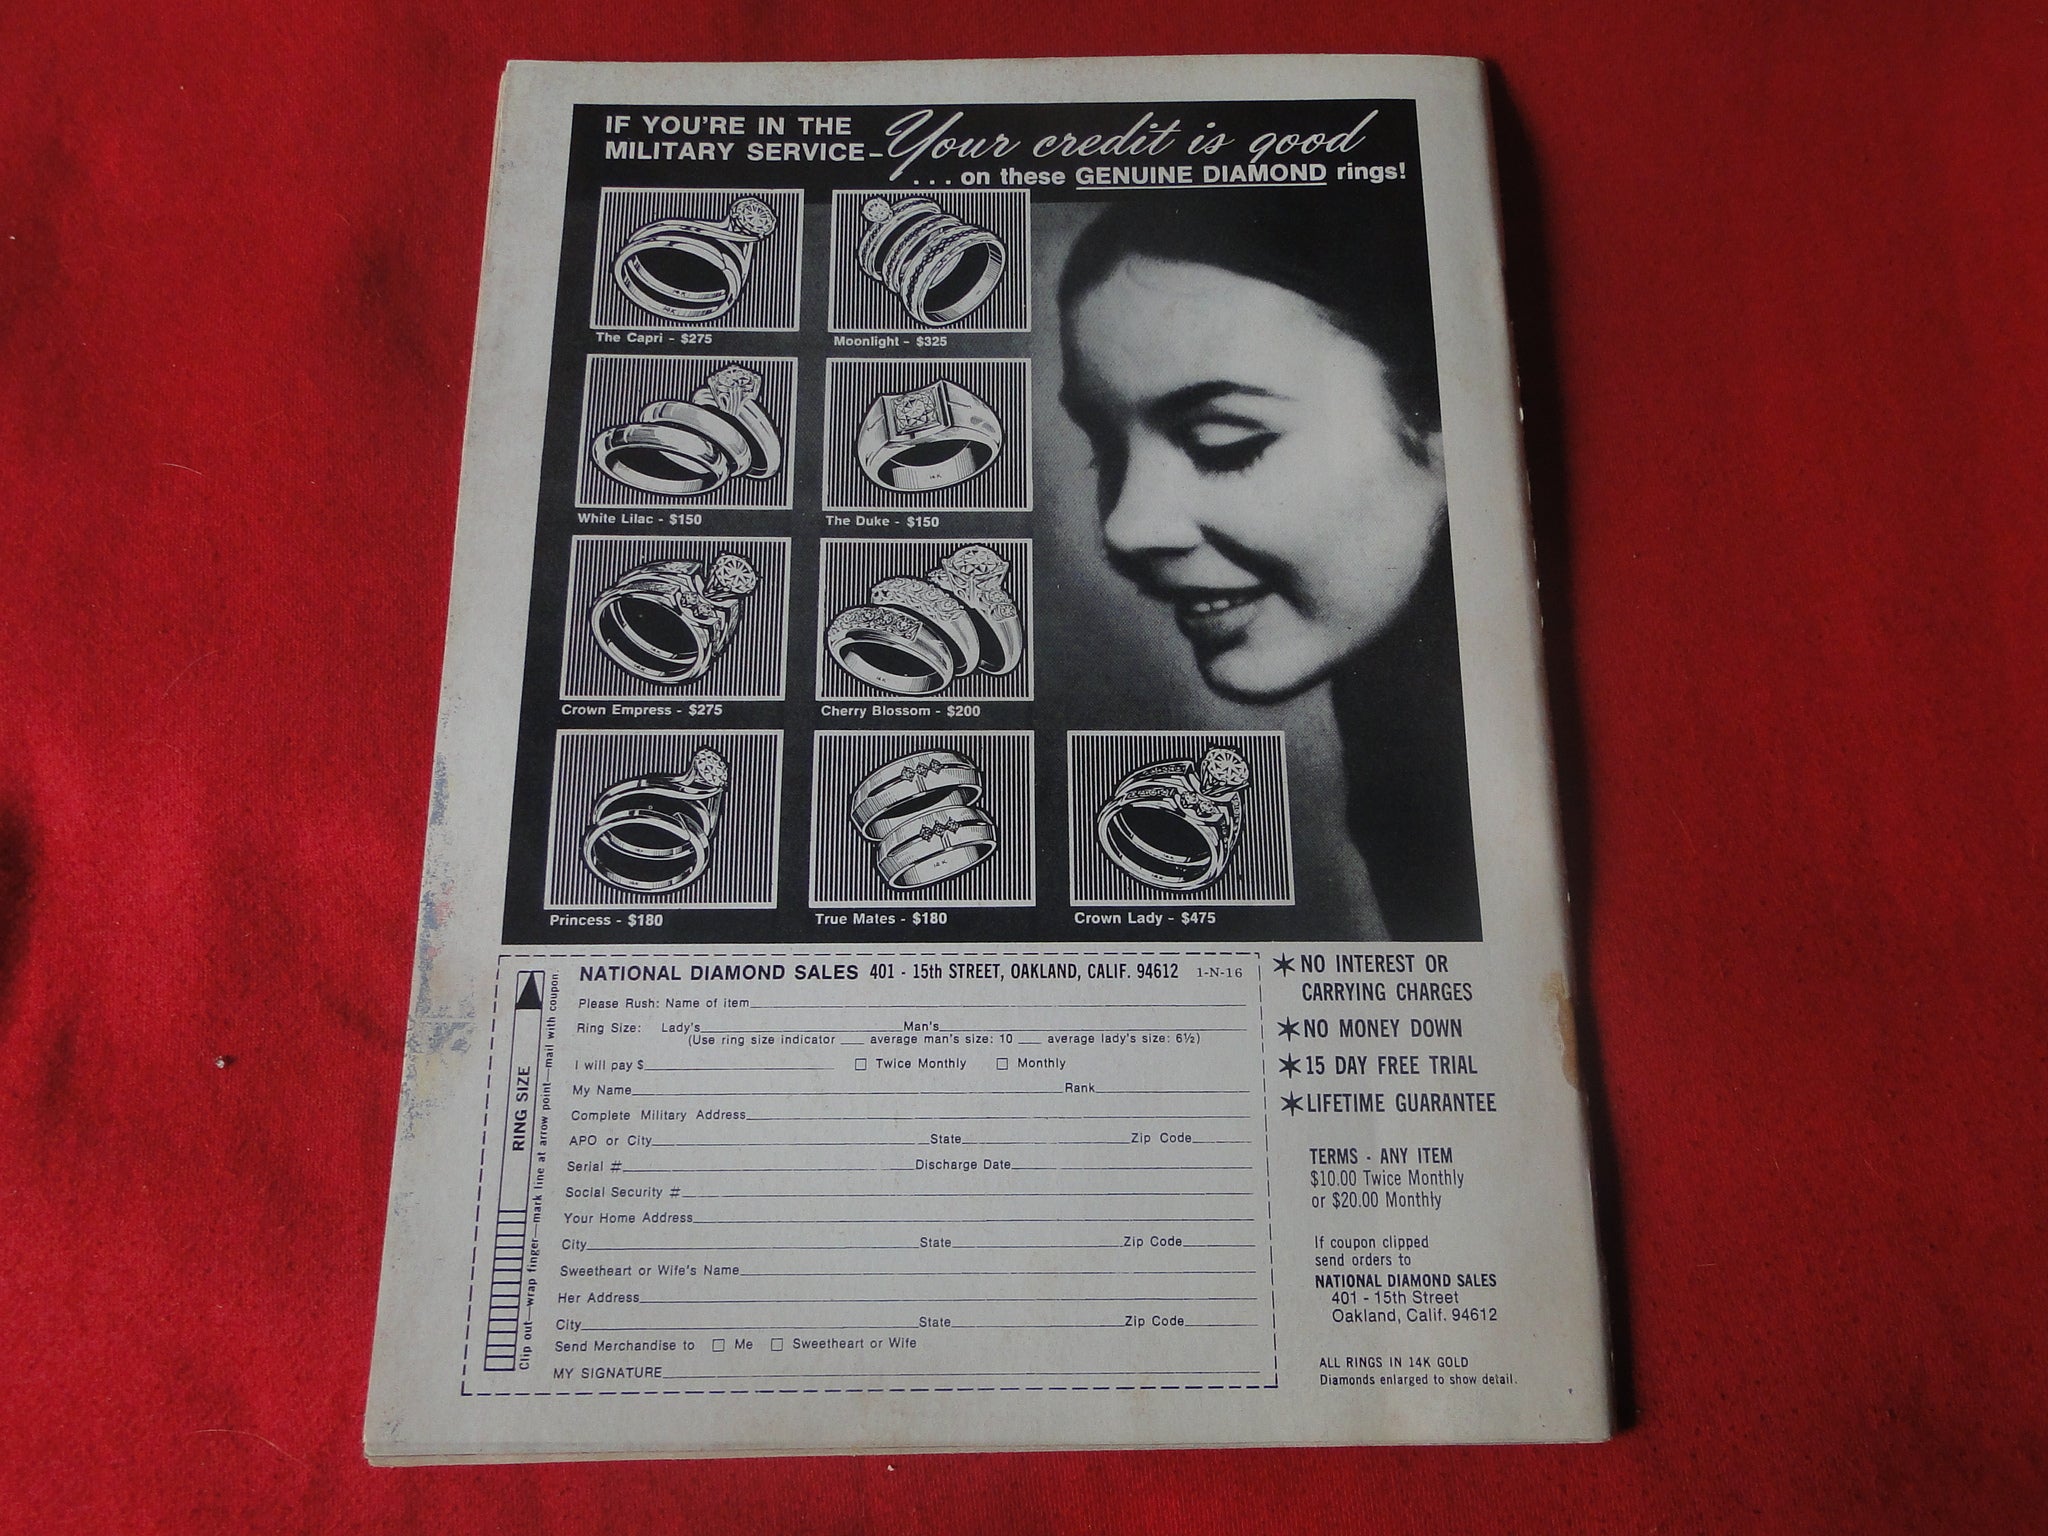 IF YOU'RE IN THE
MILITARY SERVICE – Your credit is good
. . . on these GENUINE DIAMOND rings!
14K
The Capri - $275
Moonlight - $325
White Lilac - $150
14K
The Duke - $150
Crown Empress - $275
14K
Cherry Blossom - $200
Princess - $180
14K
True Mates - $180
Crown Lady - $475
NATIONAL DIAMOND SALES 401 - 15th STREET, OAKLAND, CALIF. 94612 1-N-16
Please Rush: Name of item
Ring Size: Lady's Man's
(Use ring size indicator ___ average man's size: 10 ___ average lady's size: 6½)
I will pay $ ☐ Twice Monthly ☐ Monthly
My Name Rank
Complete Military Address
APO or City State Zip Code
Serial # Discharge Date
Social Security #
Your Home Address
City State Zip Code
Sweetheart or Wife's Name
Her Address
City State Zip Code
Send Merchandise to ☐ Me ☐ Sweetheart or Wife
MY SIGNATURE
RING SIZE
Clip out—wrap finger—mark line at arrow point—mail with coupon.
✶ NO INTEREST OR
CARRYING CHARGES
✶ NO MONEY DOWN
✶ 15 DAY FREE TRIAL
✶ LIFETIME GUARANTEE
TERMS - ANY ITEM
$10.00 Twice Monthly
or $20.00 Monthly
If coupon clipped
send orders to
NATIONAL DIAMOND SALES
401 - 15th Street
Oakland, Calif. 94612
ALL RINGS IN 14K GOLD
Diamonds enlarged to show detail.